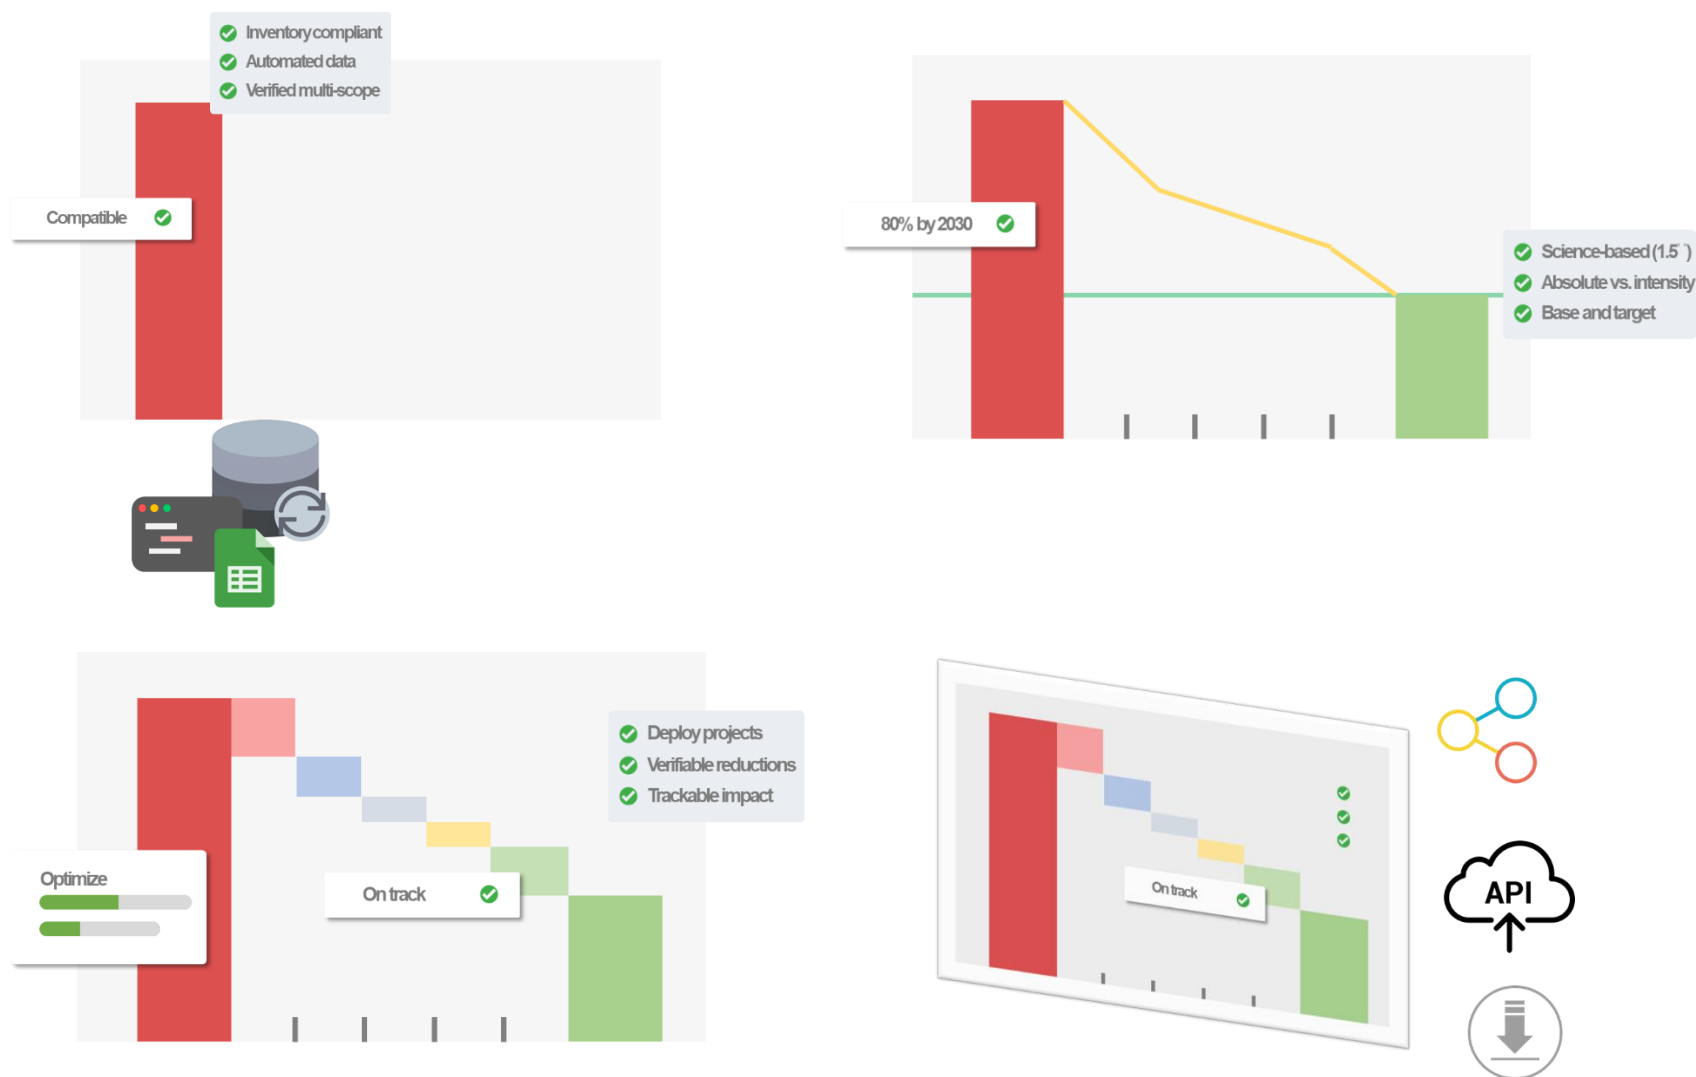 Inventory compliant
Automated data
Verified multi-scope
Compatible
80% by 2030
Science-based (1.5°)
Absolute vs. intensity
Base and target
Deploy projects
Verifiable reductions
Trackable impact
Optimize
On track
On track
API